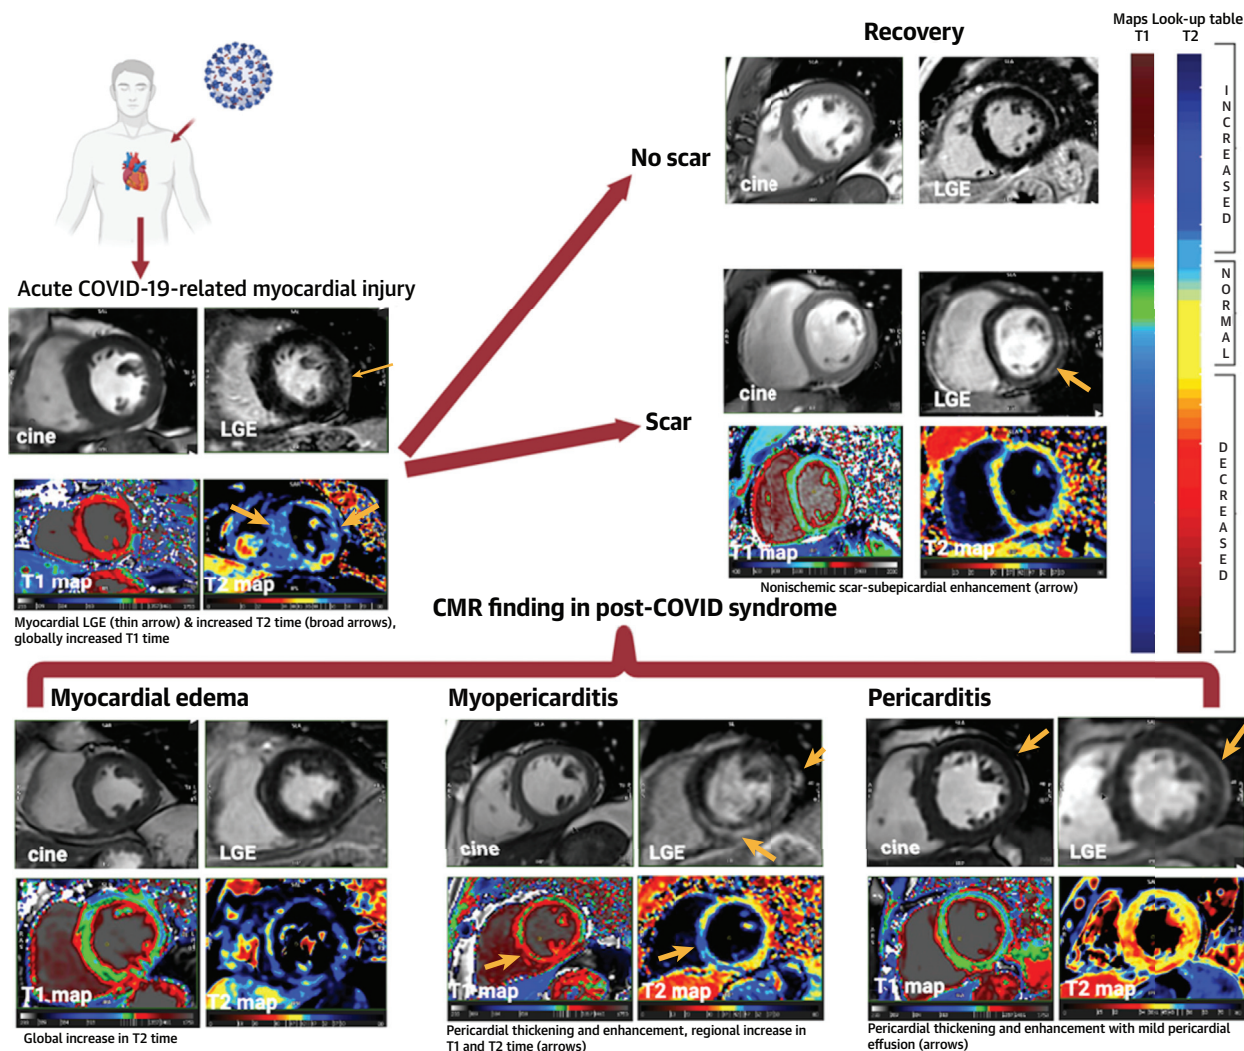 Recovery
Maps Look-up table
T1 T2
INCREASED
NORMAL
DECREASED
No scar
cine
LGE
Acute COVID-19-related myocardial injury
cine
LGE
T1 map
T2 map
Myocardial LGE (thin arrow) & increased T2 time (broad arrows),
globally increased T1 time
Scar
cine
LGE
T1 map
T2 map
Nonischemic scar-subepicardial enhancement (arrow)
CMR finding in post-COVID syndrome
Myocardial edema
cine
LGE
T1 map
T2 map
Global increase in T2 time
Myopericarditis
cine
LGE
T1 map
T2 map
Pericardial thickening and enhancement, regional increase in
T1 and T2 time (arrows)
Pericarditis
cine
LGE
T1 map
T2 map
Pericardial thickening and enhancement with mild pericardial
effusion (arrows)